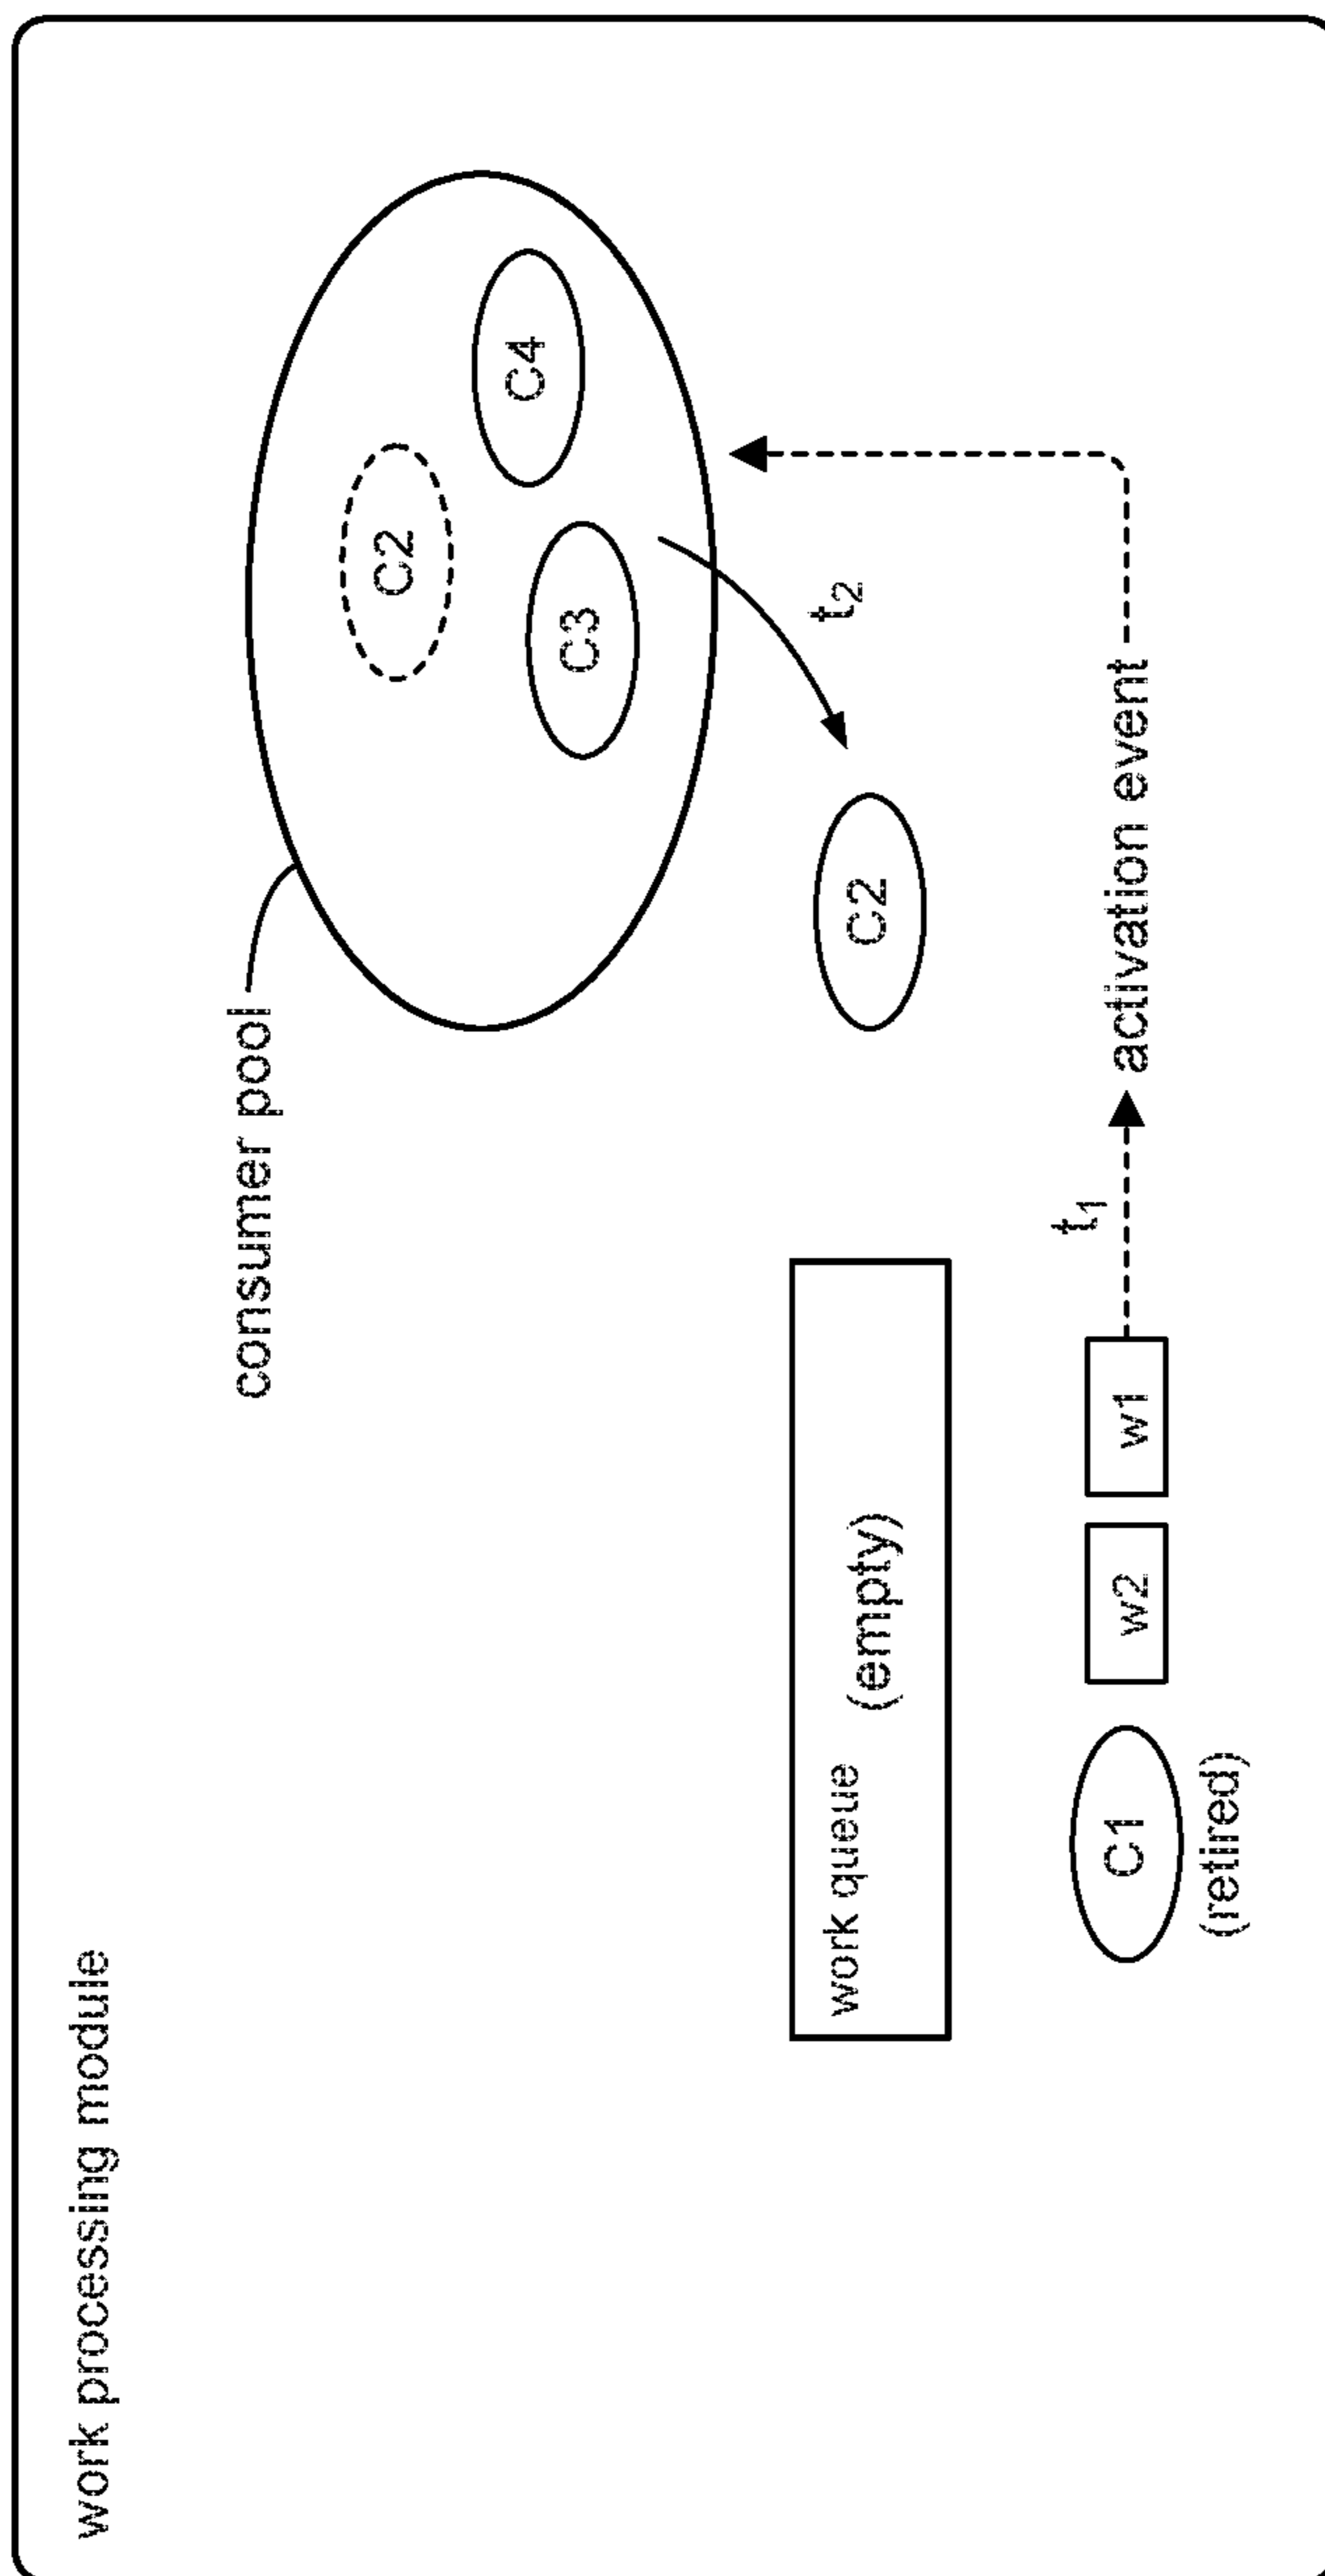 work processing module
consumer pool
C2
C4
C3
t2
C2
work queue
(empty)
C1
w2
w1
t1
activation event
(retired)